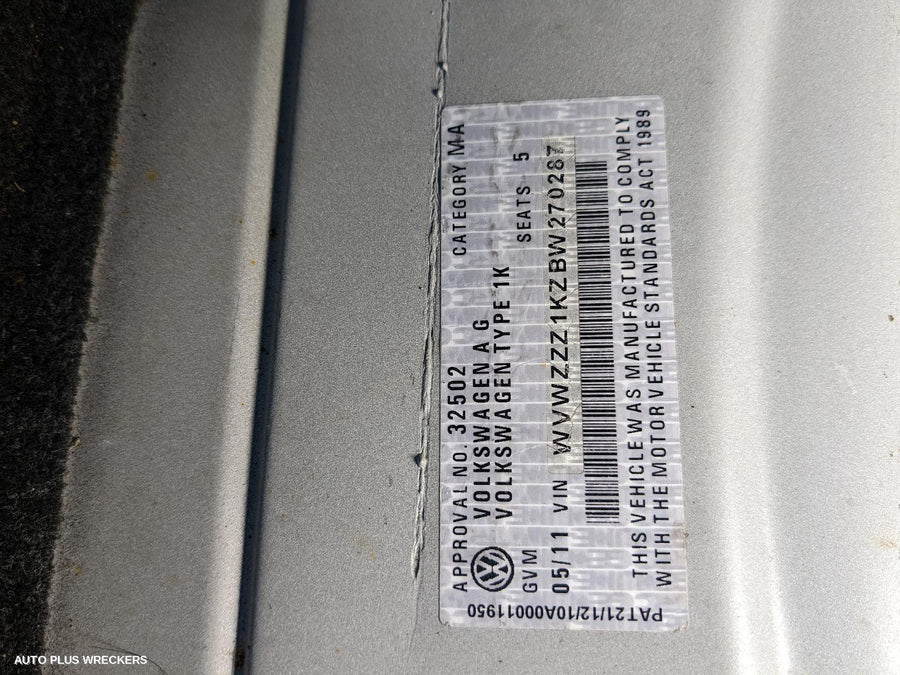 APPROVAL NO. 32502 CATEGORY MA
VOLKSWAGEN A G
VOLKSWAGEN TYPE 1K
GVM SEATS 5
05/11 VIN WVWZZZ1KZBW270287
THIS VEHICLE WAS MANUFACTURED TO COMPLY
WITH THE MOTOR VEHICLE STANDARDS ACT 1989
PAT21/12/10A00011950
AUTO PLUS WRECKERS